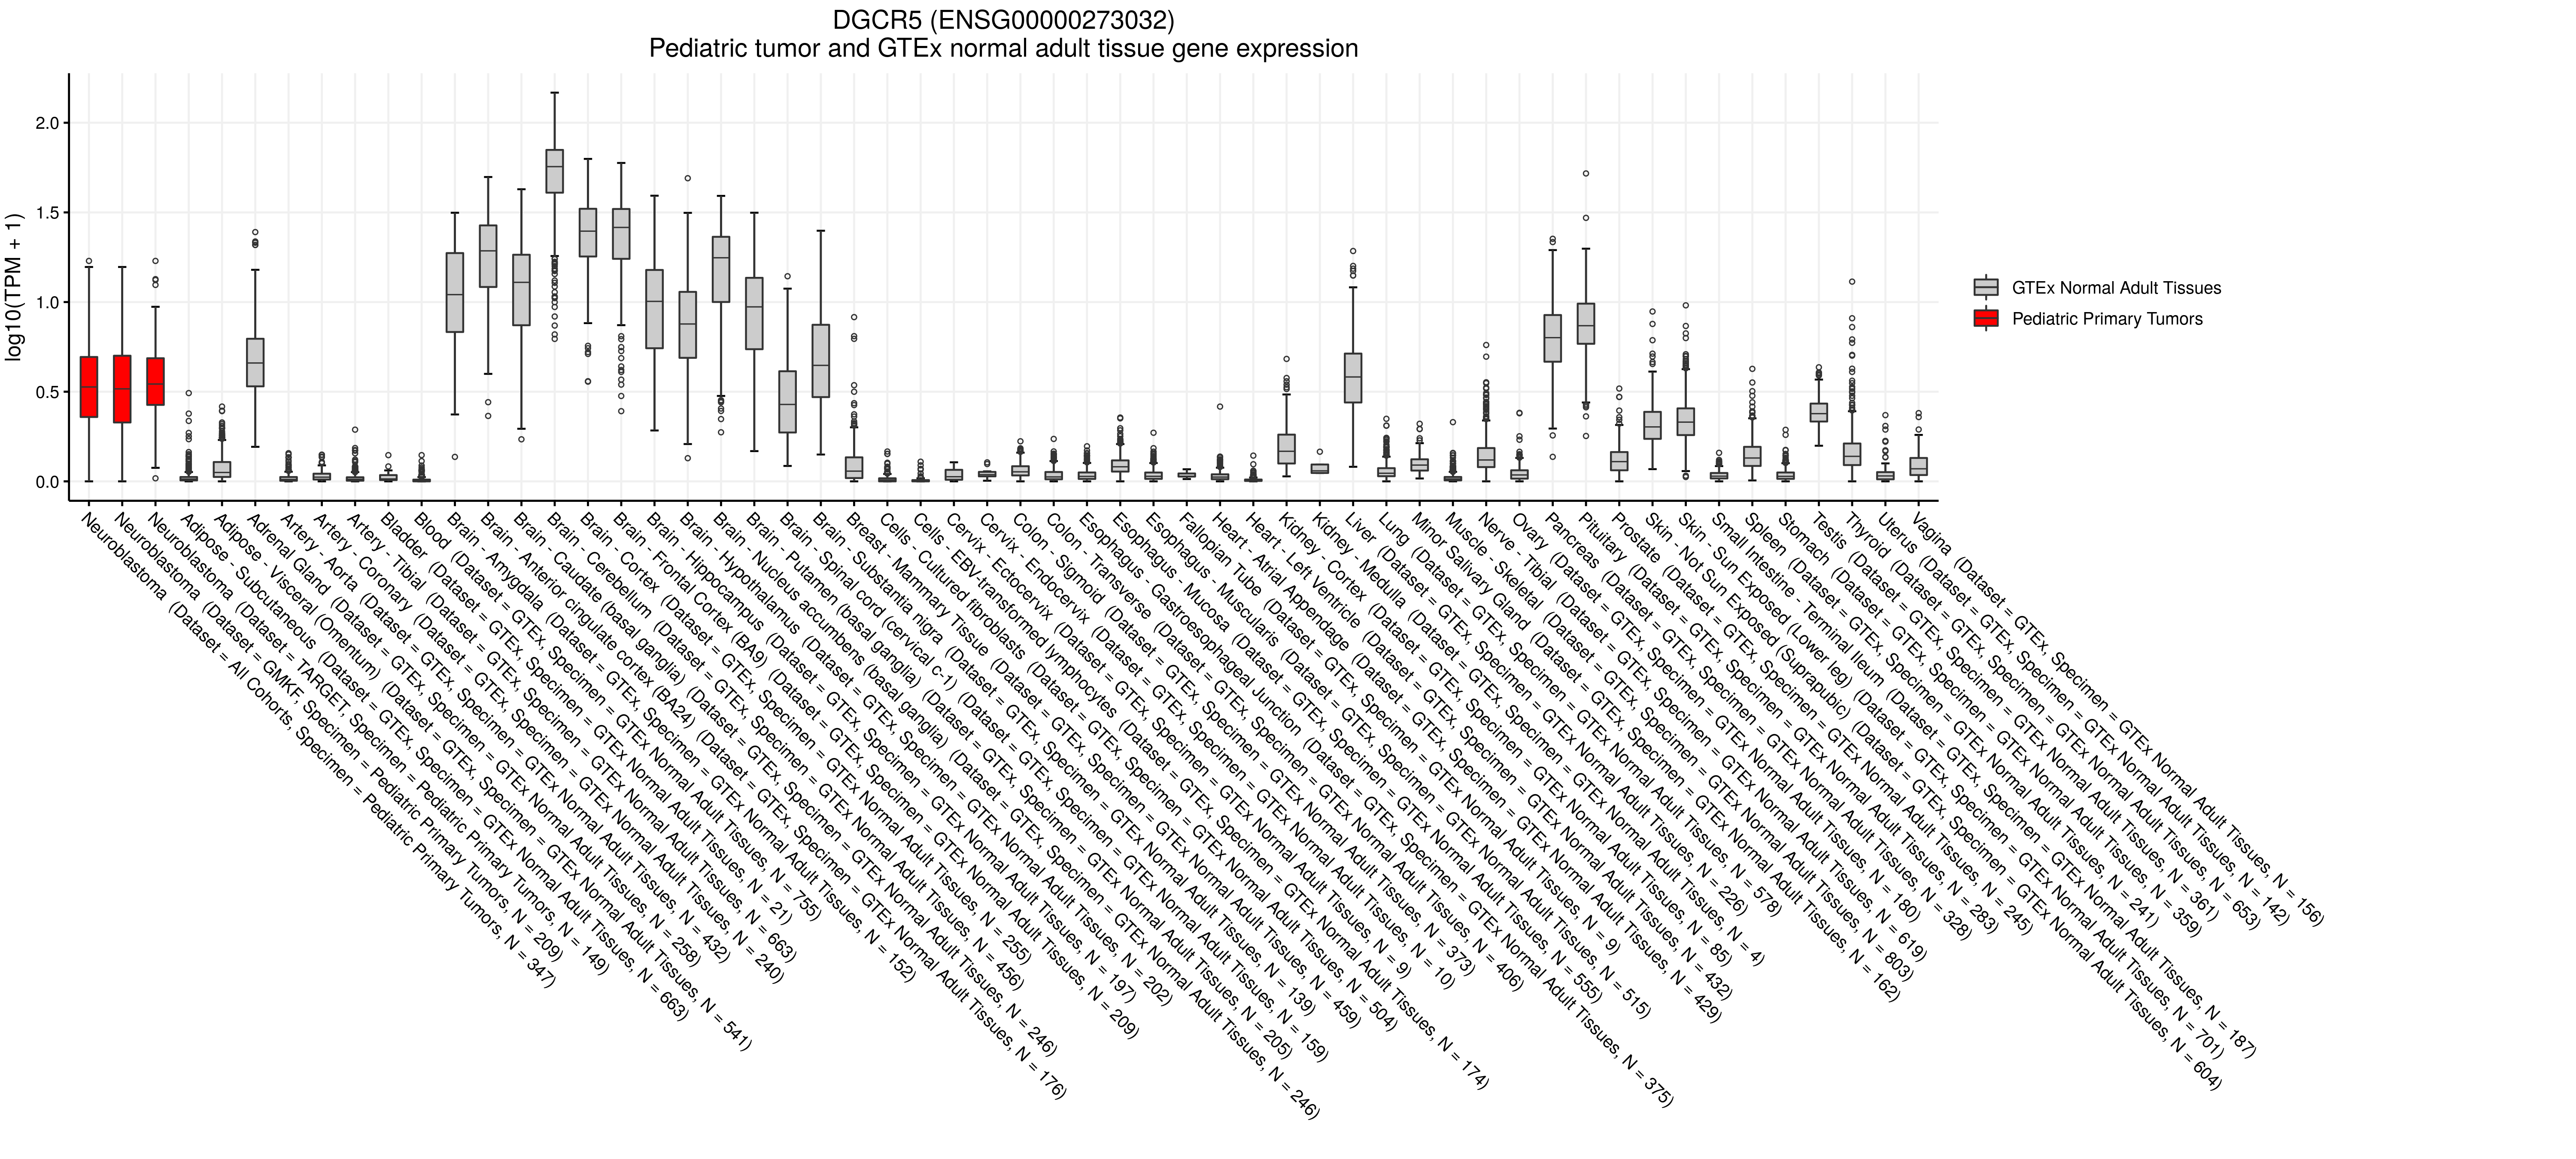 DGCR5 (ENSG00000273032)
Pediatric tumor and GTEx normal adult tissue gene expression
log10(TPM + 1)
2.0
1.5
1.0
0.5
0.0
GTEx Normal Adult Tissues
Pediatric Primary Tumors
Neuroblastoma (Dataset = All Cohorts, Specimen = Pediatric Primary Tumors, N = 347)
Neuroblastoma (Dataset = GMKF, Specimen = Pediatric Primary Tumors, N = 209)
Neuroblastoma (Dataset = TARGET, Specimen = Pediatric Primary Tumors, N = 149)
Adipose - Subcutaneous (Dataset = GTEx, Specimen = GTEx Normal Adult Tissues, N = 663)
Adipose - Visceral (Omentum) (Dataset = GTEx, Specimen = GTEx Normal Adult Tissues, N = 541)
Adrenal Gland (Dataset = GTEx, Specimen = GTEx Normal Adult Tissues, N = 258)
Artery - Aorta (Dataset = GTEx, Specimen = GTEx Normal Adult Tissues, N = 432)
Artery - Coronary (Dataset = GTEx, Specimen = GTEx Normal Adult Tissues, N = 240)
Artery - Tibial (Dataset = GTEx, Specimen = GTEx Normal Adult Tissues, N = 663)
Bladder (Dataset = GTEx, Specimen = GTEx Normal Adult Tissues, N = 21)
Blood (Dataset = GTEx, Specimen = GTEx Normal Adult Tissues, N = 755)
Brain - Amygdala (Dataset = GTEx, Specimen = GTEx Normal Adult Tissues, N = 152)
Brain - Anterior cingulate cortex (BA24) (Dataset = GTEx, Specimen = GTEx Normal Adult Tissues, N = 176)
Brain - Caudate (basal ganglia) (Dataset = GTEx, Specimen = GTEx Normal Adult Tissues, N = 246)
Brain - Cerebellum (Dataset = GTEx, Specimen = GTEx Normal Adult Tissues, N = 456)
Brain - Cortex (Dataset = GTEx, Specimen = GTEx Normal Adult Tissues, N = 255)
Brain - Frontal Cortex (BA9) (Dataset = GTEx, Specimen = GTEx Normal Adult Tissues, N = 209)
Brain - Hippocampus (Dataset = GTEx, Specimen = GTEx Normal Adult Tissues, N = 197)
Brain - Hypothalamus (Dataset = GTEx, Specimen = GTEx Normal Adult Tissues, N = 202)
Brain - Nucleus accumbens (basal ganglia) (Dataset = GTEx, Specimen = GTEx Normal Adult Tissues, N = 246)
Brain - Putamen (basal ganglia) (Dataset = GTEx, Specimen = GTEx Normal Adult Tissues, N = 205)
Brain - Spinal cord (cervical c-1) (Dataset = GTEx, Specimen = GTEx Normal Adult Tissues, N = 159)
Brain - Substantia nigra (Dataset = GTEx, Specimen = GTEx Normal Adult Tissues, N = 139)
Breast - Mammary Tissue (Dataset = GTEx, Specimen = GTEx Normal Adult Tissues, N = 459)
Cells - Cultured fibroblasts (Dataset = GTEx, Specimen = GTEx Normal Adult Tissues, N = 504)
Cells - EBV-transformed lymphocytes (Dataset = GTEx, Specimen = GTEx Normal Adult Tissues, N = 174)
Cervix - Ectocervix (Dataset = GTEx, Specimen = GTEx Normal Adult Tissues, N = 9)
Cervix - Endocervix (Dataset = GTEx, Specimen = GTEx Normal Adult Tissues, N = 10)
Colon - Sigmoid (Dataset = GTEx, Specimen = GTEx Normal Adult Tissues, N = 373)
Colon - Transverse (Dataset = GTEx, Specimen = GTEx Normal Adult Tissues, N = 406)
Esophagus - Gastroesophageal Junction (Dataset = GTEx, Specimen = GTEx Normal Adult Tissues, N = 375)
Esophagus - Mucosa (Dataset = GTEx, Specimen = GTEx Normal Adult Tissues, N = 555)
Esophagus - Muscularis (Dataset = GTEx, Specimen = GTEx Normal Adult Tissues, N = 515)
Fallopian Tube (Dataset = GTEx, Specimen = GTEx Normal Adult Tissues, N = 9)
Heart - Atrial Appendage (Dataset = GTEx, Specimen = GTEx Normal Adult Tissues, N = 429)
Heart - Left Ventricle (Dataset = GTEx, Specimen = GTEx Normal Adult Tissues, N = 432)
Kidney - Cortex (Dataset = GTEx, Specimen = GTEx Normal Adult Tissues, N = 85)
Kidney - Medulla (Dataset = GTEx, Specimen = GTEx Normal Adult Tissues, N = 4)
Liver (Dataset = GTEx, Specimen = GTEx Normal Adult Tissues, N = 226)
Lung (Dataset = GTEx, Specimen = GTEx Normal Adult Tissues, N = 578)
Minor Salivary Gland (Dataset = GTEx, Specimen = GTEx Normal Adult Tissues, N = 162)
Muscle - Skeletal (Dataset = GTEx, Specimen = GTEx Normal Adult Tissues, N = 803)
Nerve - Tibial (Dataset = GTEx, Specimen = GTEx Normal Adult Tissues, N = 619)
Ovary (Dataset = GTEx, Specimen = GTEx Normal Adult Tissues, N = 180)
Pancreas (Dataset = GTEx, Specimen = GTEx Normal Adult Tissues, N = 328)
Pituitary (Dataset = GTEx, Specimen = GTEx Normal Adult Tissues, N = 283)
Prostate (Dataset = GTEx, Specimen = GTEx Normal Adult Tissues, N = 245)
Skin - Not Sun Exposed (Suprapubic) (Dataset = GTEx, Specimen = GTEx Normal Adult Tissues, N = 604)
Skin - Sun Exposed (Lower leg) (Dataset = GTEx, Specimen = GTEx Normal Adult Tissues, N = 701)
Small Intestine - Terminal Ileum (Dataset = GTEx, Specimen = GTEx Normal Adult Tissues, N = 187)
Spleen (Dataset = GTEx, Specimen = GTEx Normal Adult Tissues, N = 241)
Stomach (Dataset = GTEx, Specimen = GTEx Normal Adult Tissues, N = 359)
Testis (Dataset = GTEx, Specimen = GTEx Normal Adult Tissues, N = 361)
Thyroid (Dataset = GTEx, Specimen = GTEx Normal Adult Tissues, N = 653)
Uterus (Dataset = GTEx, Specimen = GTEx Normal Adult Tissues, N = 142)
Vagina (Dataset = GTEx, Specimen = GTEx Normal Adult Tissues, N = 156)